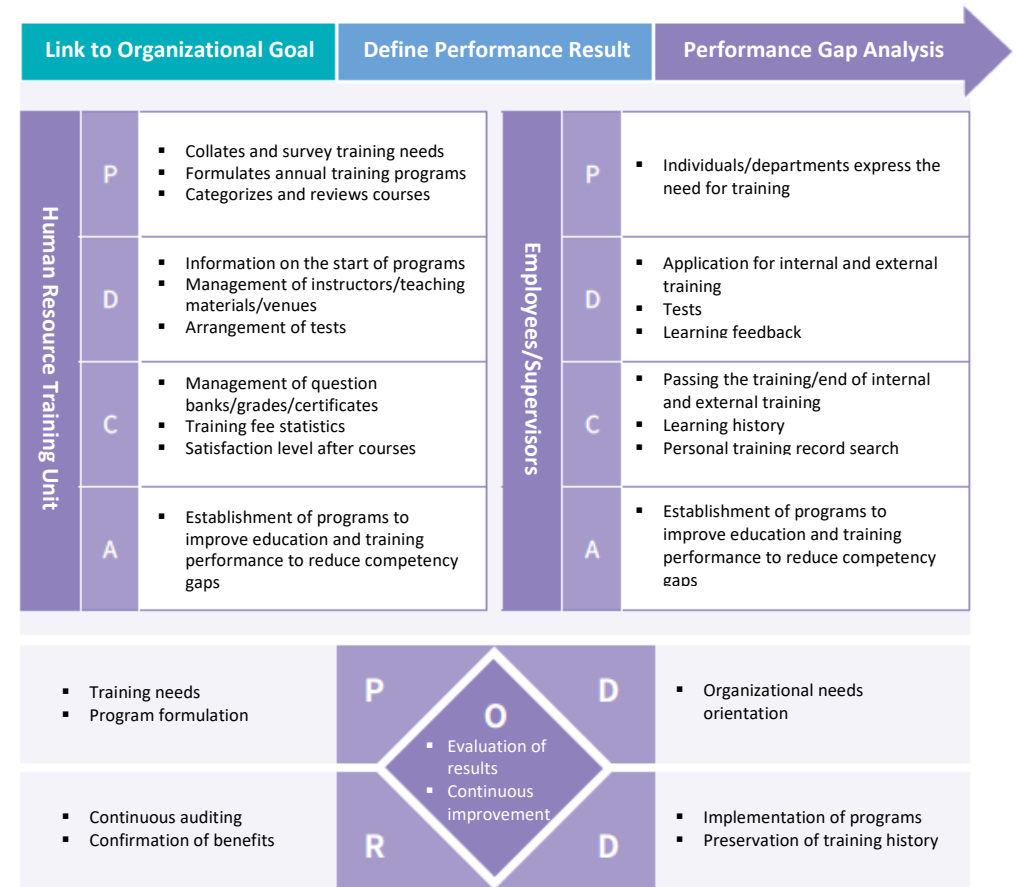 Link to Organizational Goal
Define Performance Result
Performance Gap Analysis
Human Resource Training Unit
P
▪ Collates and survey training needs
▪ Formulates annual training programs
▪ Categorizes and reviews courses
D
▪ Information on the start of programs
▪ Management of instructors/teaching
materials/venues
▪ Arrangement of tests
C
▪ Management of question
banks/grades/certificates
▪ Training fee statistics
▪ Satisfaction level after courses
A
▪ Establishment of programs to
improve education and training
performance to reduce competency
gaps
Employees/Supervisors
P
▪ Individuals/departments express the
need for training
D
▪ Application for internal and external
training
▪ Tests
▪ Learning feedback
C
▪ Passing the training/end of internal
and external training
▪ Learning history
▪ Personal training record search
A
▪ Establishment of programs to
improve education and training
performance to reduce competency
gaps
▪ Training needs
▪ Program formulation
P
O
▪ Evaluation of
results
▪ Continuous
improvement
D
▪ Organizational needs
orientation
▪ Continuous auditing
▪ Confirmation of benefits
R
D
▪ Implementation of programs
▪ Preservation of training history